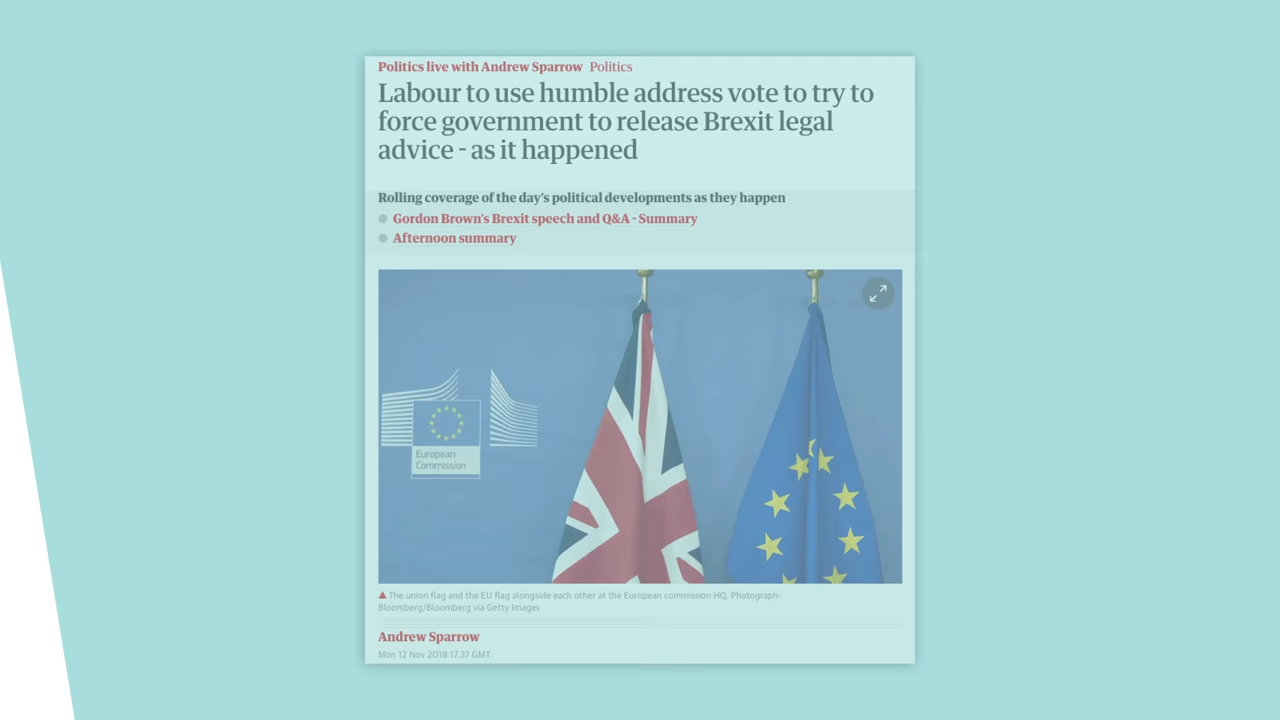 Politics live with Andrew Sparrow Politics
Labour to use humble address vote to try to
force government to release Brexit legal
advice - as it happened
Rolling coverage of the day's political developments as they happen
Gordon Brown's Brexit speech and Q&A - Summary
Afternoon summary
European
Commission
The union flag and the EU flag alongside each other at the European commission HQ. Photograph:
Bloomberg/Bloomberg via Getty Images
Andrew Sparrow
Mon 12 Nov 2018 17.37 GMT